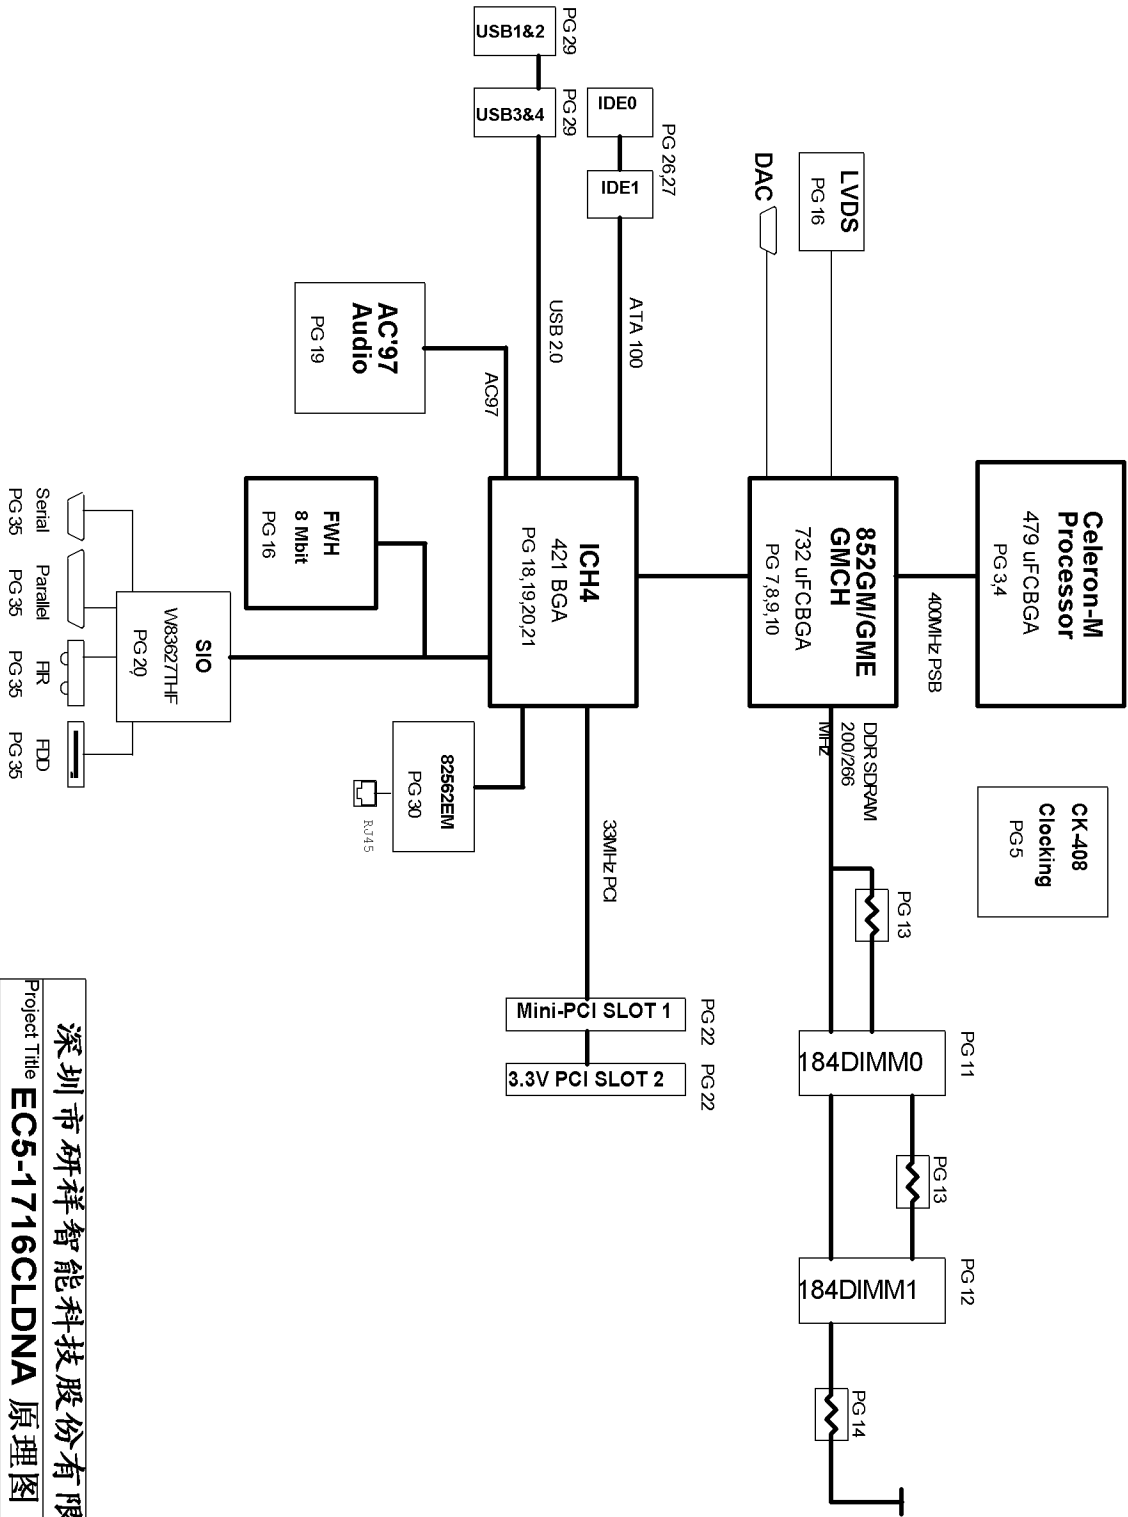 Celeron-M
Processor
479 uFCBGA
PG 3,4
CK-408
Clocking
PG 5
400MHz PSB
LVDS
PG 16
DAC
852GM/GME
GMCH
732 uFCBGA
PG 7,8,9,10
DDR SDRAM
200/266
MHz
PG 13
PG 11
184DIMM0
PG 13
PG 12
184DIMM1
PG 14
PG 29
USB1&2
PG 29
USB3&4
IDE0
PG 26,27
IDE1
ATA 100
USB 2.0
AC'97
Audio
PG 19
AC97
ICH4
421 BGA
PG 18,19,20,21
33MHz PCI
PG 22
Mini-PCI SLOT 1
PG 22
3.3V PCI SLOT 2
FWH
8 Mbit
PG 16
82562EM
PG 30
RJ45
SIO
W83627THF
PG 20,
Serial
PG 35
Parallel
PG 35
FIR
PG 35
FDD
PG 35
深圳市研祥智能科技股份有限
Project Title EC5-1716CLDNA 原理图